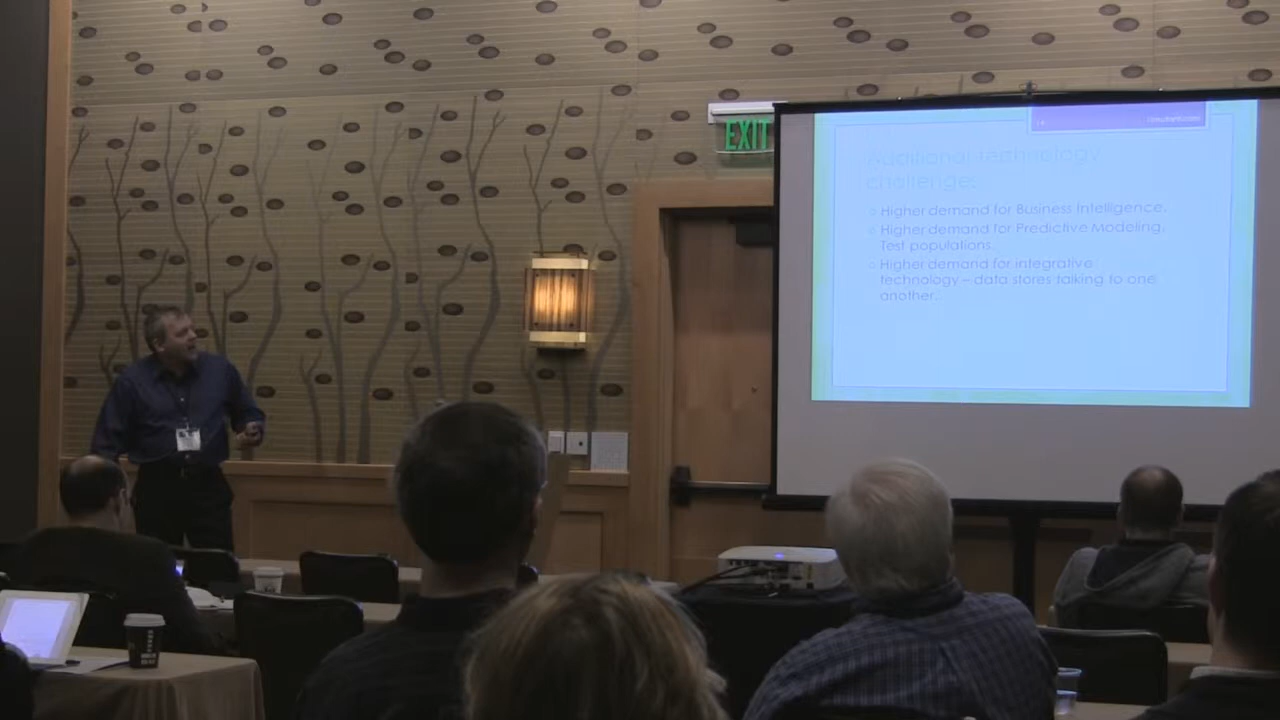 EXIT
Additional technology
challenges
Higher demand for Business Intelligence.
Higher demand for Predictive Modeling,
Test populations.
Higher demand for integrative
technology – data stores talking to one
another.